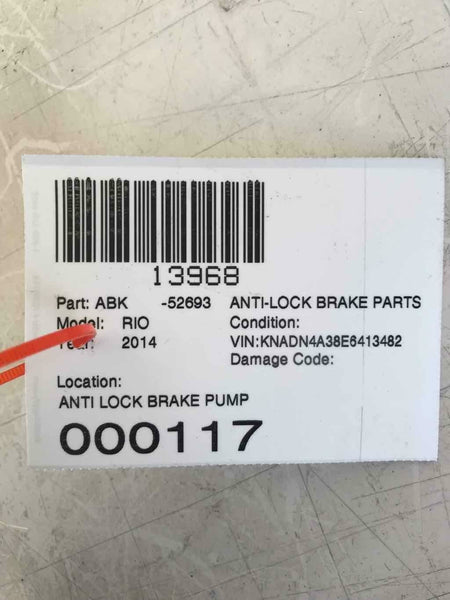 13968
Part: ABK -52693 ANTI-LOCK BRAKE PARTS
Model: RIO Condition:
Year: 2014 VIN:KNADN4A38E6413482
Damage Code:
Location:
ANTI LOCK BRAKE PUMP
000117